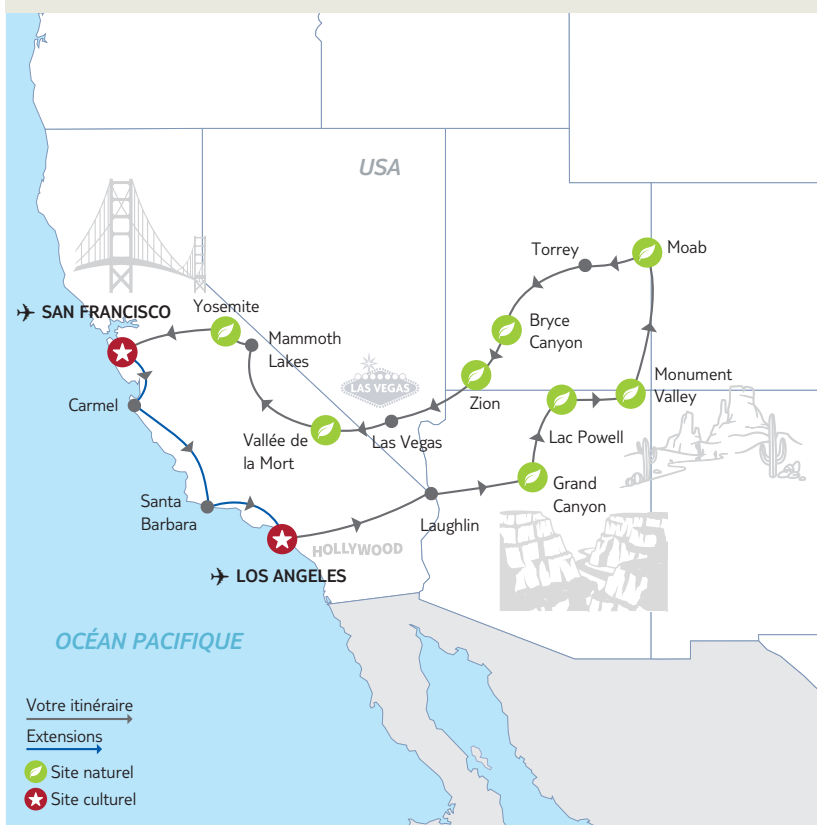 USA
Torrey
Moab
SAN FRANCISCO
Yosemite
Mammoth
Lakes
Bryce
Canyon
LAS VEGAS
Monument
Valley
Zion
Carmel
Vallée de
la Mort
Las Vegas
Lac Powell
Grand
Canyon
Santa
Barbara
Laughlin
HOLLYWOOD
LOS ANGELES
OCÉAN PACIFIQUE
Votre itinéraire
Extensions
Site naturel
Site culturel